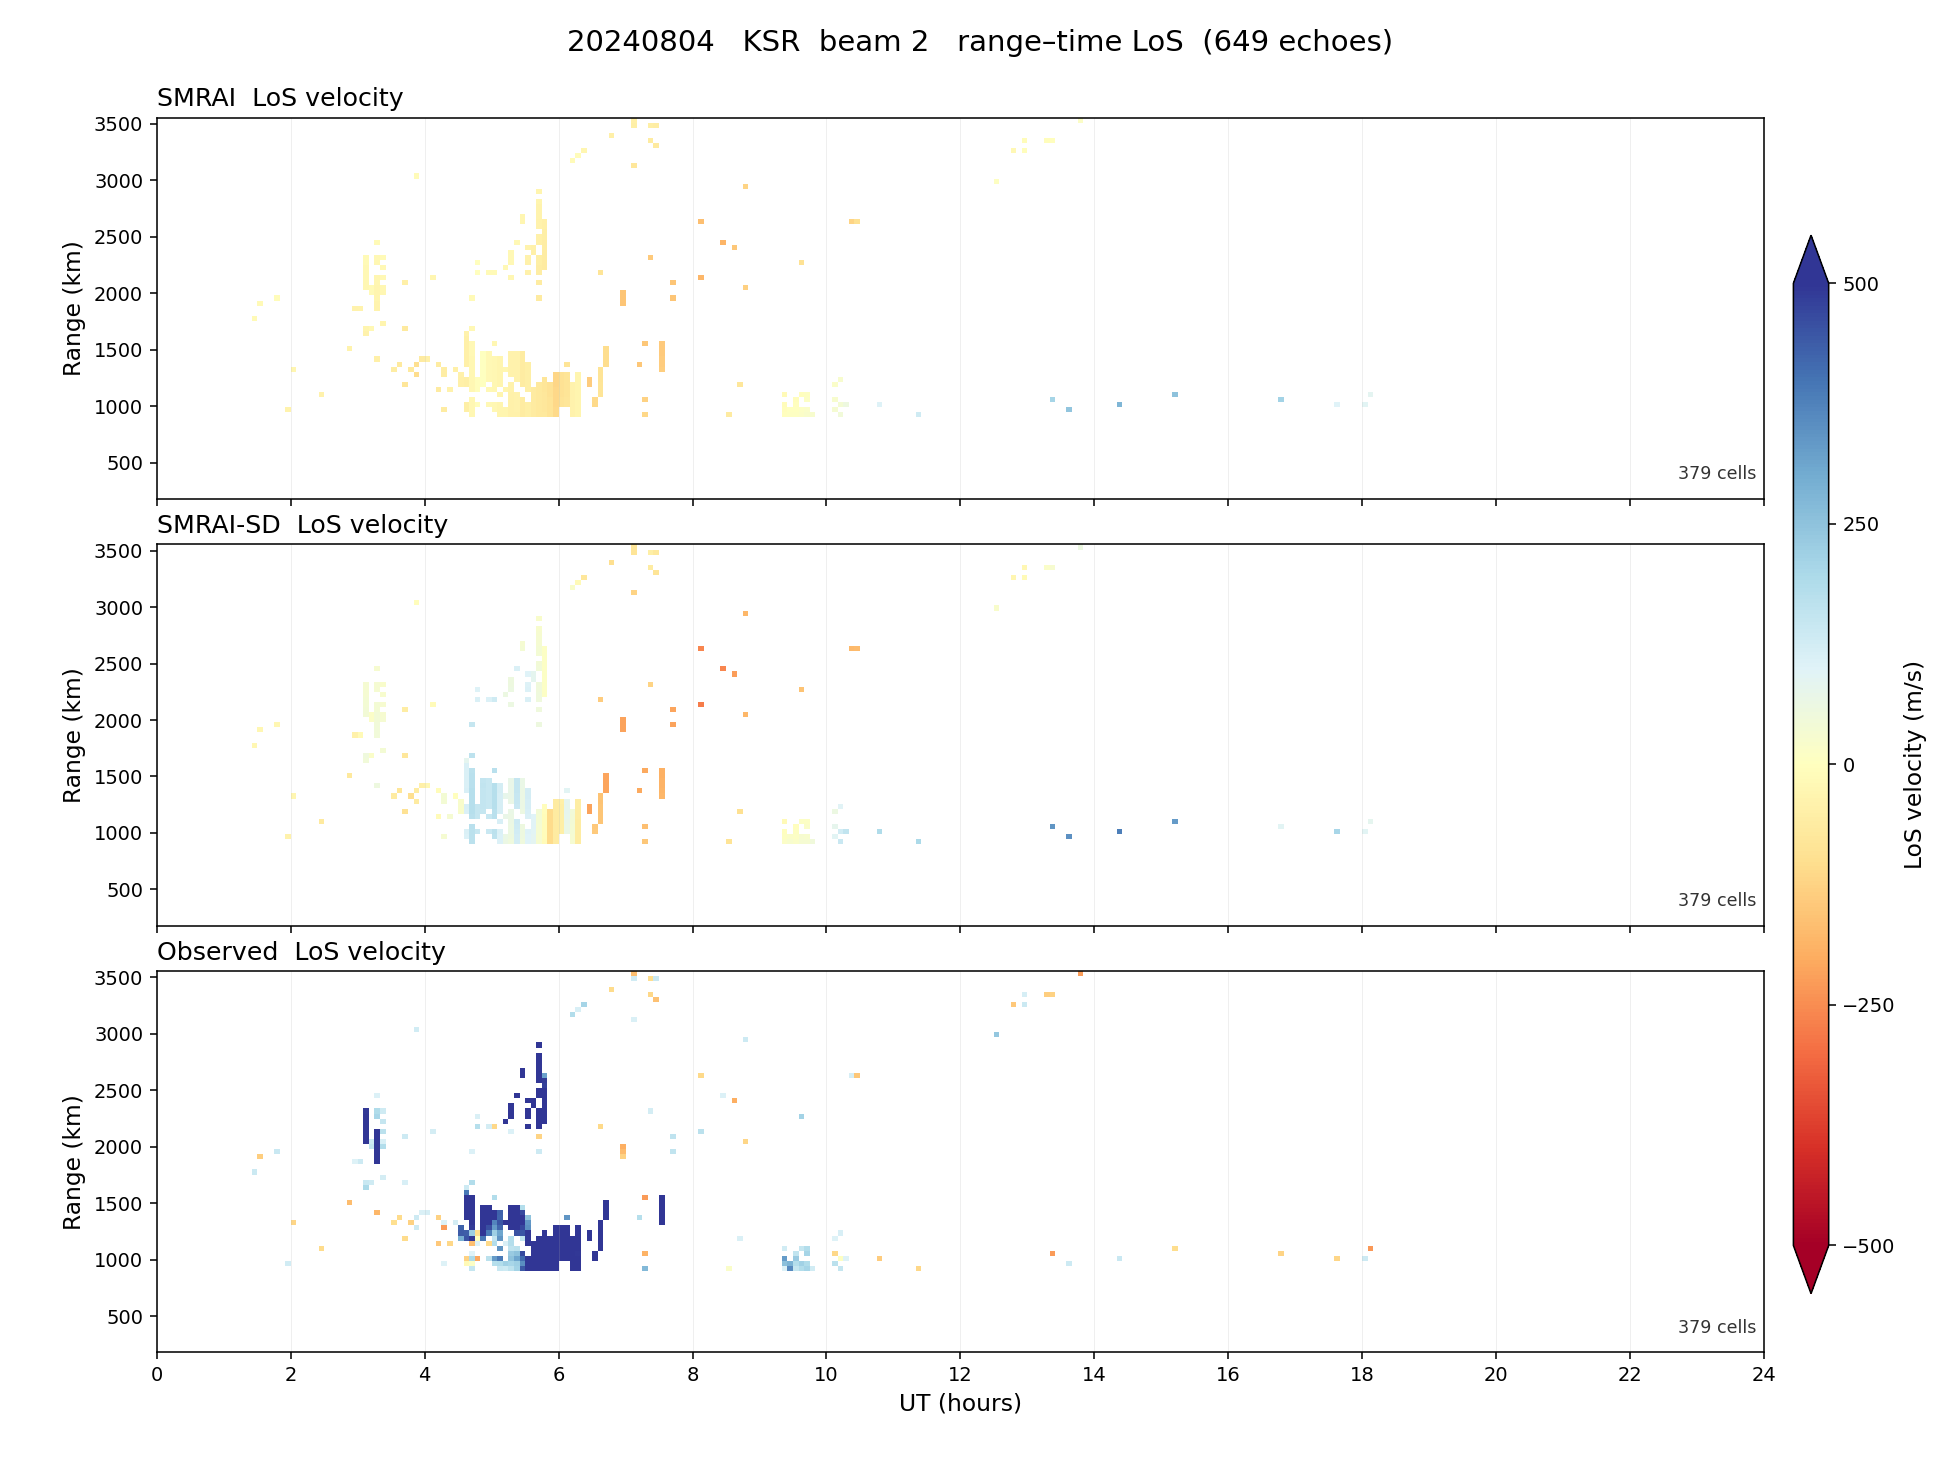 20240804   KSR  beam 2   range–time LoS  (649 echoes)
SMRAI  LoS velocity
3500
3000
2500
2000
1500
1000
500
Range (km)
379 cells
SMRAI-SD  LoS velocity
3500
3000
2500
2000
1500
1000
500
Range (km)
379 cells
Observed  LoS velocity
3500
3000
2500
2000
1500
1000
500
Range (km)
379 cells
0 2 4 6 8 10 12 14 16 18 20 22 24
UT (hours)
500
250
0
−250
−500
LoS velocity (m/s)